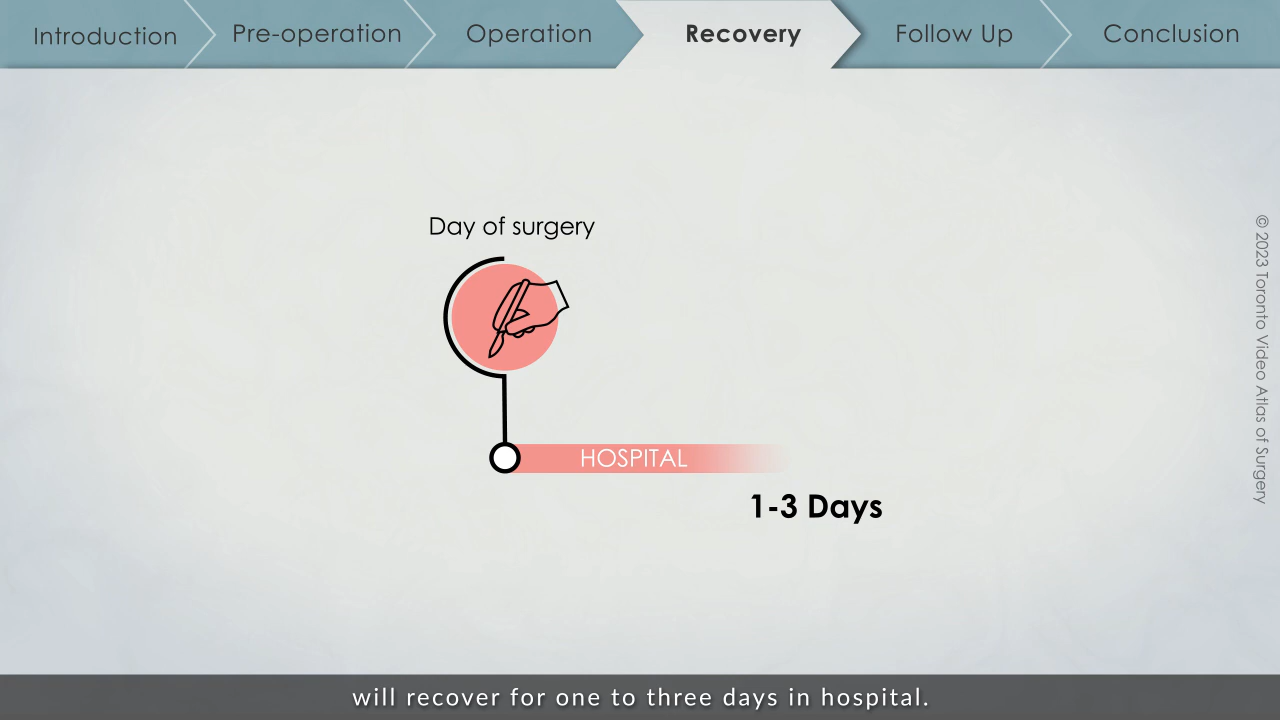 Introduction
Pre-operation
Operation
Recovery
Follow Up
Conclusion
Day of surgery
HOSPITAL
1-3 Days
© 2023 Toronto Video Atlas of Surgery
will recover for one to three days in hospital.